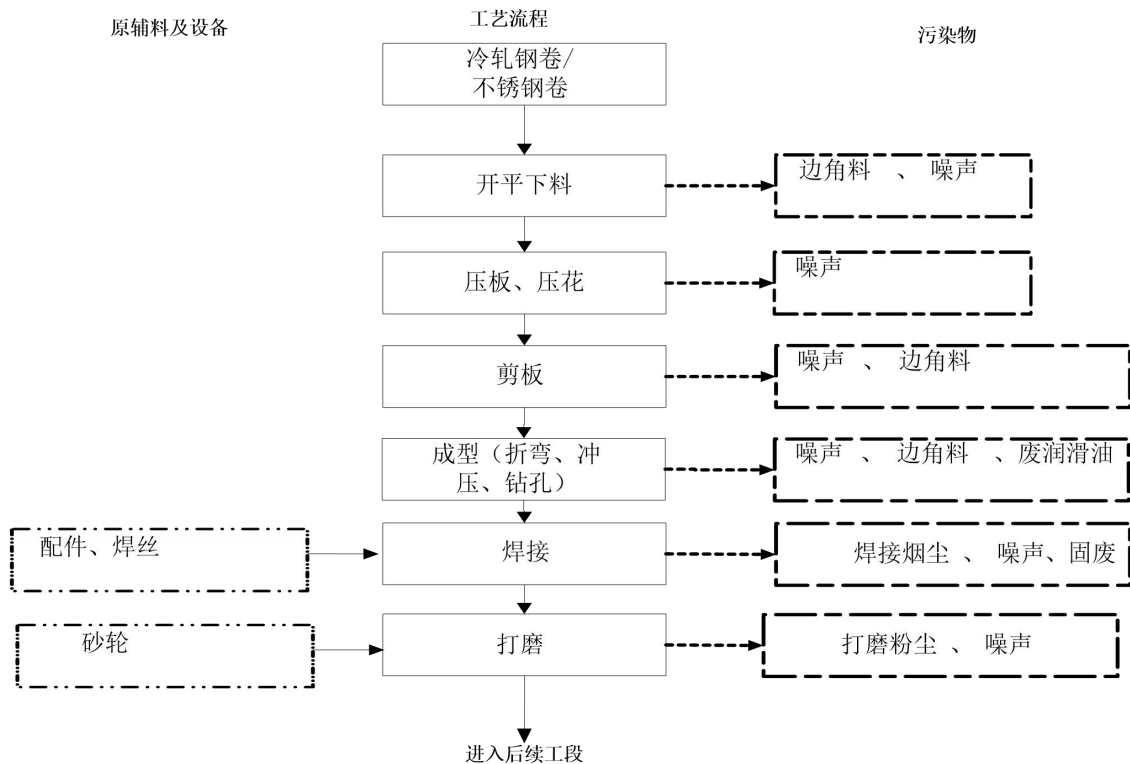 原辅料及设备
工艺流程
污染物
冷轧钢卷/
不锈钢卷
开平下料
边角料 、 噪声
压板、压花
噪声
剪板
噪声 、 边角料
成型（折弯、冲
压、钻孔）
噪声 、 边角料 、废润滑油
配件、焊丝
焊接
焊接烟尘 、 噪声、固废
砂轮
打磨
打磨粉尘 、 噪声
进入后续工段